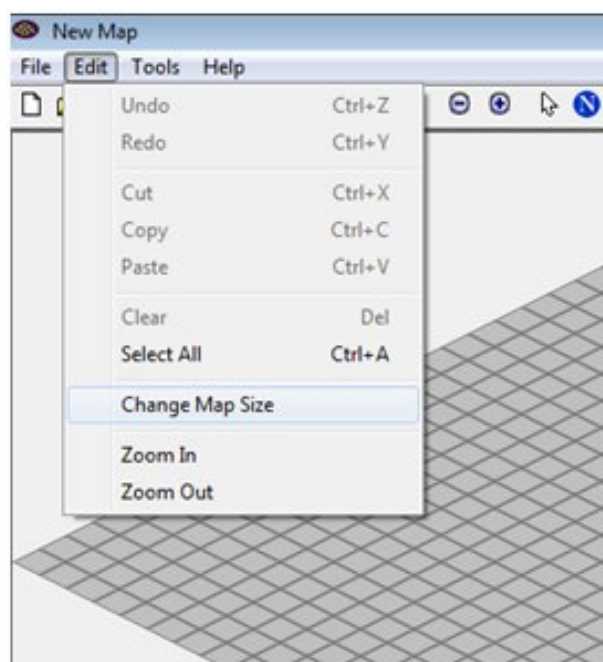 New Map
File Edit Tools Help
N
Undo Ctrl+Z
Redo Ctrl+Y
Cut Ctrl+X
Copy Ctrl+C
Paste Ctrl+V
Clear Del
Select All Ctrl+A
Change Map Size
Zoom In
Zoom Out